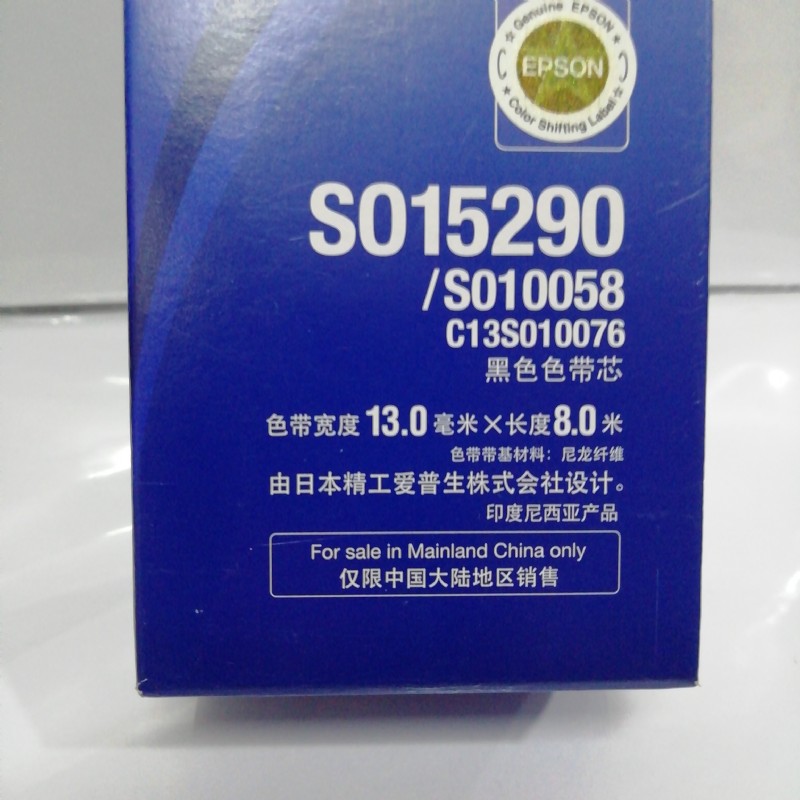 Genuine EPSON
EPSON
Color Shifting Label
S015290
/S010058
C13S010076
黑色色带芯
色带宽度13.0毫米×长度8.0米
色带带基材料：尼龙纤维
由日本精工爱普生株式会社设计。
印度尼西亚产品
For sale in Mainland China only
仅限中国大陆地区销售